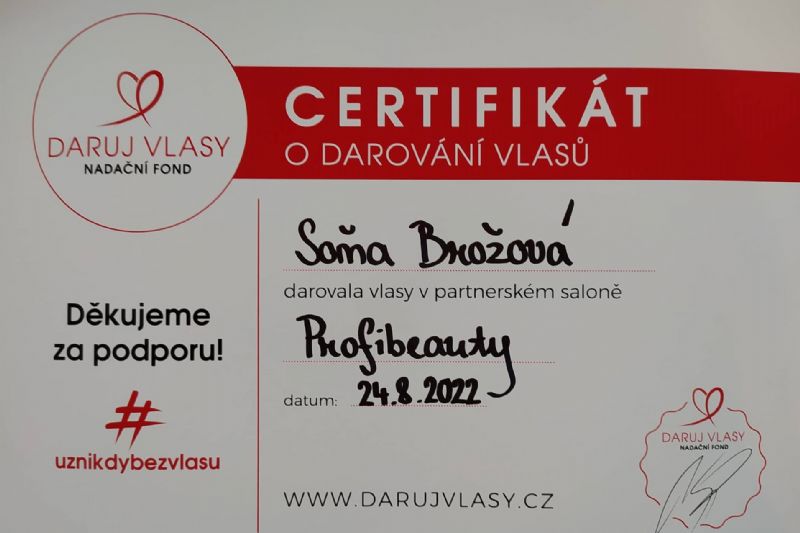 DARUJ VLASY
NADAČNÍ FOND
CERTIFIKÁT
O DAROVÁNÍ VLASŮ
Soňa Brožová
darovala vlasy v partnerském saloně
Profibeauty
datum: 24.8.2022
Děkujeme
za podporu!
#
uznikdybezvlasu
WWW.DARUJVLASY.CZ
DARUJ VLASY
NADAČNÍ FOND